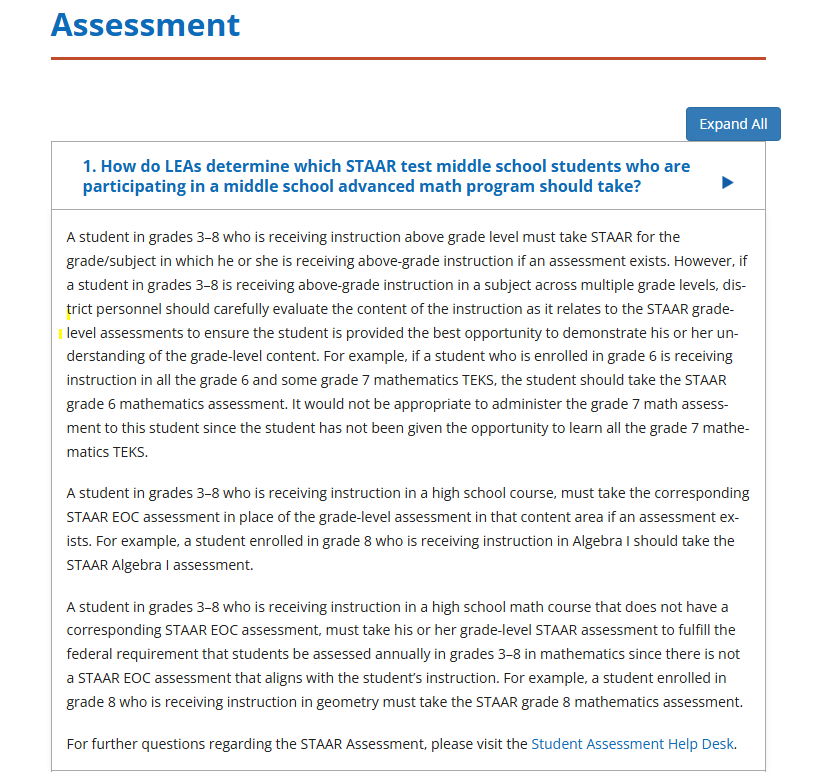 Assessment
Expand All
1. How do LEAs determine which STAAR test middle school students who are
participating in a middle school advanced math program should take?
A student in grades 3–8 who is receiving instruction above grade level must take STAAR for the
grade/subject in which he or she is receiving above-grade instruction if an assessment exists. However, if
a student in grades 3–8 is receiving above-grade instruction in a subject across multiple grade levels, dis-
trict personnel should carefully evaluate the content of the instruction as it relates to the STAAR grade-
level assessments to ensure the student is provided the best opportunity to demonstrate his or her un-
derstanding of the grade-level content. For example, if a student who is enrolled in grade 6 is receiving
instruction in all the grade 6 and some grade 7 mathematics TEKS, the student should take the STAAR
grade 6 mathematics assessment. It would not be appropriate to administer the grade 7 math assess-
ment to this student since the student has not been given the opportunity to learn all the grade 7 mathe-
matics TEKS.
A student in grades 3–8 who is receiving instruction in a high school course, must take the corresponding
STAAR EOC assessment in place of the grade-level assessment in that content area if an assessment ex-
ists. For example, a student enrolled in grade 8 who is receiving instruction in Algebra I should take the
STAAR Algebra I assessment.
A student in grades 3–8 who is receiving instruction in a high school math course that does not have a
corresponding STAAR EOC assessment, must take his or her grade-level STAAR assessment to fulfill the
federal requirement that students be assessed annually in grades 3–8 in mathematics since there is not
a STAAR EOC assessment that aligns with the student’s instruction. For example, a student enrolled in
grade 8 who is receiving instruction in geometry must take the STAAR grade 8 mathematics assessment.
For further questions regarding the STAAR Assessment, please visit the Student Assessment Help Desk.